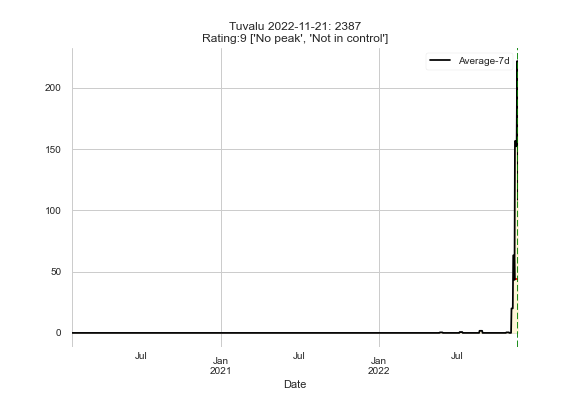 Tuvalu 2022-11-21: 2387
Rating:9 ['No peak', 'Not in control']
Average-7d
200
150
100
50
0
Jul
Jan
2021
Jul
Jan
2022
Jul
Date